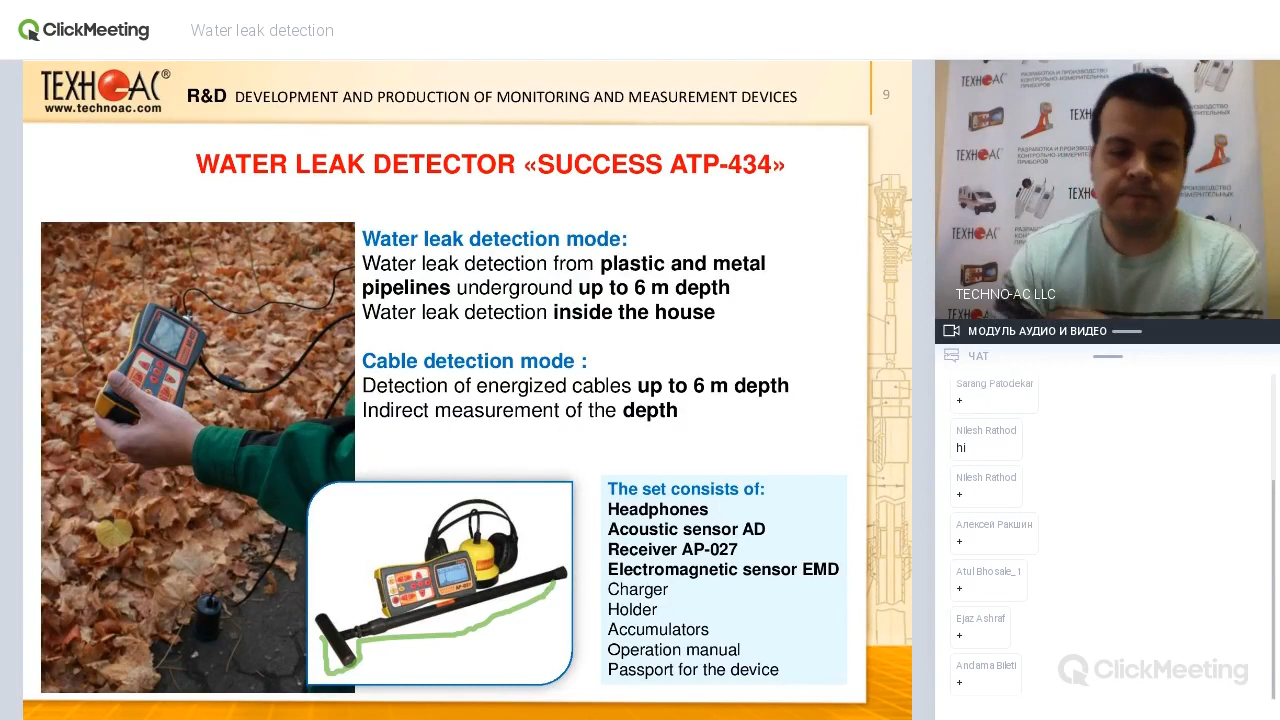 ClickMeeting
Water leak detection
ТЕХНО-АС®
www.technoac.com
R&D DEVELOPMENT AND PRODUCTION OF MONITORING AND MEASUREMENT DEVICES
9
WATER LEAK DETECTOR «SUCCESS ATP-434»
Water leak detection mode:
Water leak detection from plastic and metal
pipelines underground up to 6 m depth
Water leak detection inside the house
Cable detection mode :
Detection of energized cables up to 6 m depth
Indirect measurement of the depth
The set consists of:
Headphones
Acoustic sensor AD
Receiver AP-027
Electromagnetic sensor EMD
Charger
Holder
Accumulators
Operation manual
Passport for the device
TECHNO-AC LLC
МОДУЛЬ АУДИО И ВИДЕО
ЧАТ
Sarang Patodekar
+
Nilesh Rathod
hi
Nilesh Rathod
+
Алексей Ракшин
+
Atul Bhosale_1
+
Ejaz Ashraf
+
Andama Bileti
+
ClickMeeting